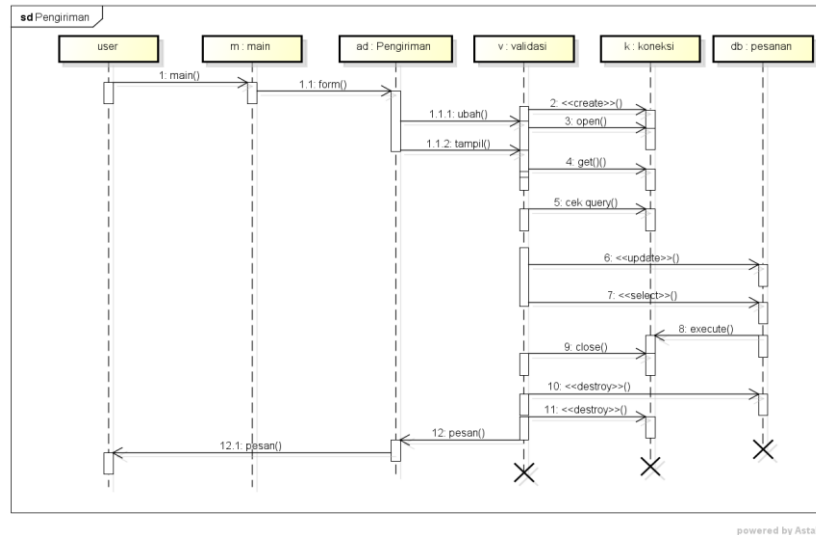 sd Pengiriman
user
m : main
ad : Pengiriman
v : validasi
k : koneksi
db : pesanan
1: main()
1.1: form()
1.1.1: ubah()
2: <<create>>()
3: open()
1.1.2: tampil()
4: get()()
5: cek query()
6: <<update>>()
7: <<select>>()
8: execute()
9: close()
10: <<destroy>>()
11: <<destroy>>()
12: pesan()
12.1: pesan()
powered by Asta